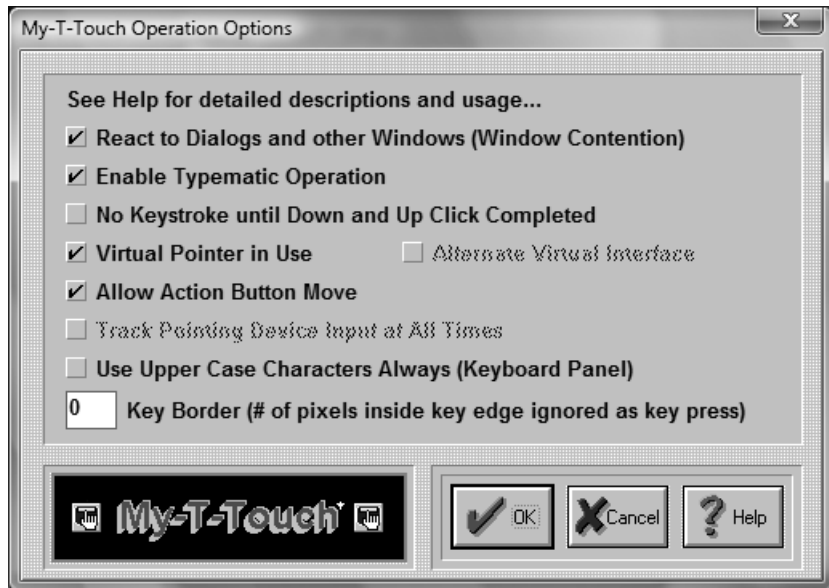 My-T-Touch Operation Options
See Help for detailed descriptions and usage...
React to Dialogs and other Windows (Window Contention)
Enable Typematic Operation
No Keystroke until Down and Up Click Completed
Virtual Pointer in Use Alternate Virtual Interface
Allow Action Button Move
Track Pointing Device Input at All Times
Use Upper Case Characters Always (Keyboard Panel)
0 Key Border (# of pixels inside key edge ignored as key press)
My-T-Touch OK Cancel Help